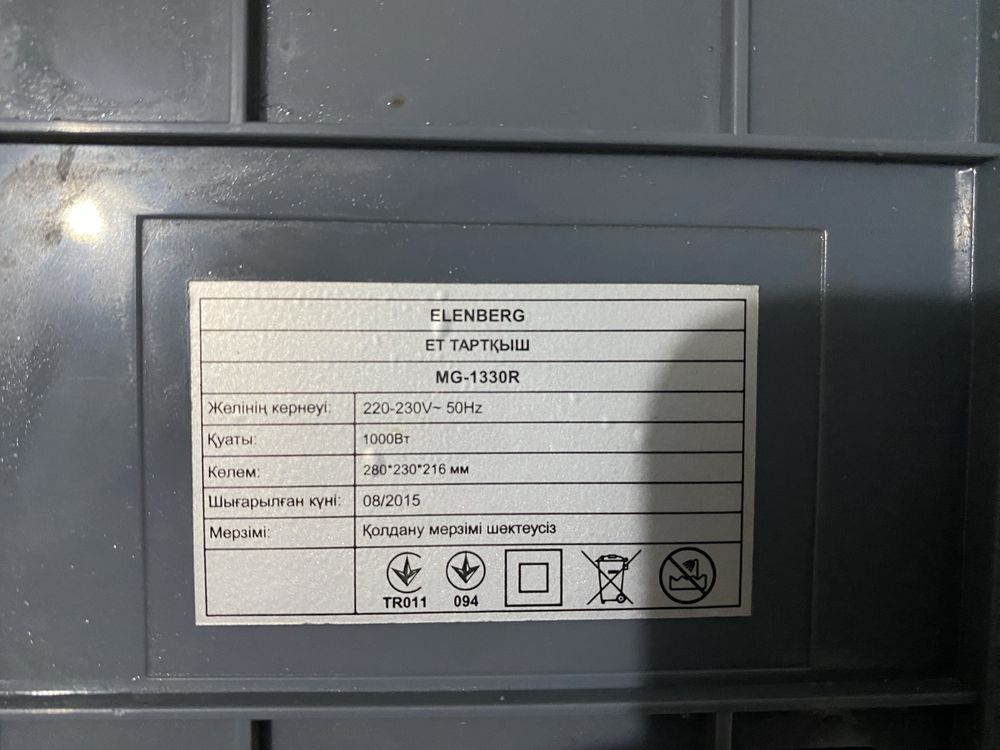 ELENBERG
ЕТ ТАРТҚЫШ
MG-1330R
Желінің кернеуі: 220-230V~ 50Hz
Қуаты: 1000Вт
Көлем: 280*230*216 мм
Шығарылған күні: 08/2015
Мерзімі: Қолдану мерзімі шектеусіз
TR011 094